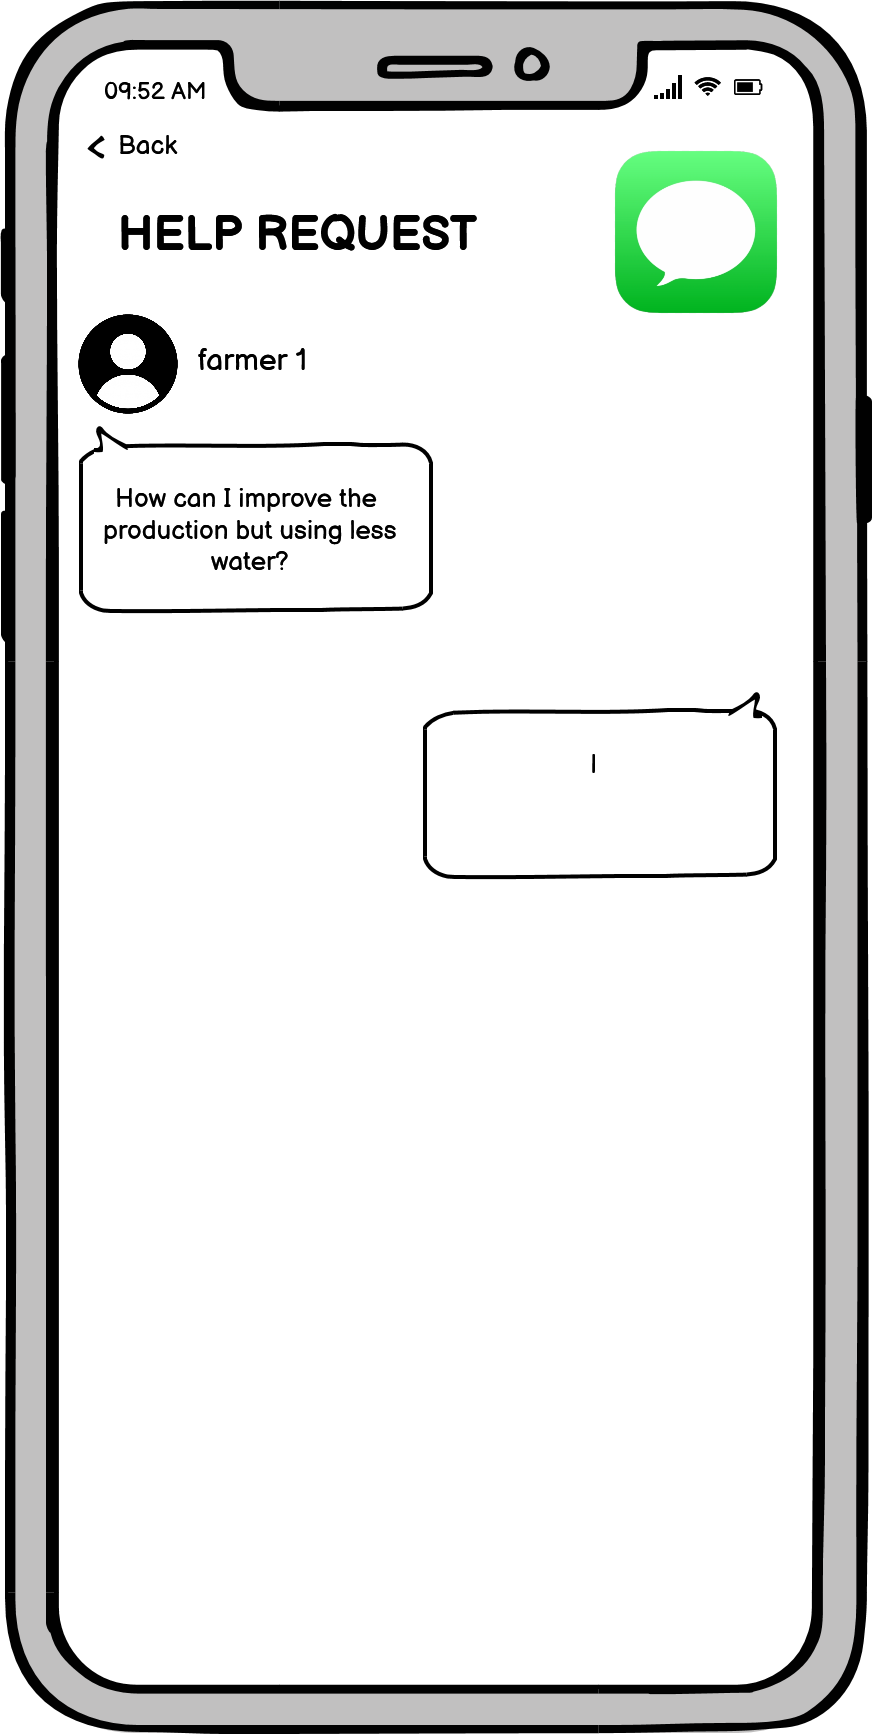 09:52 AM
Back
HELP REQUEST
farmer 1
How can I improve the
production but using less
water?
|